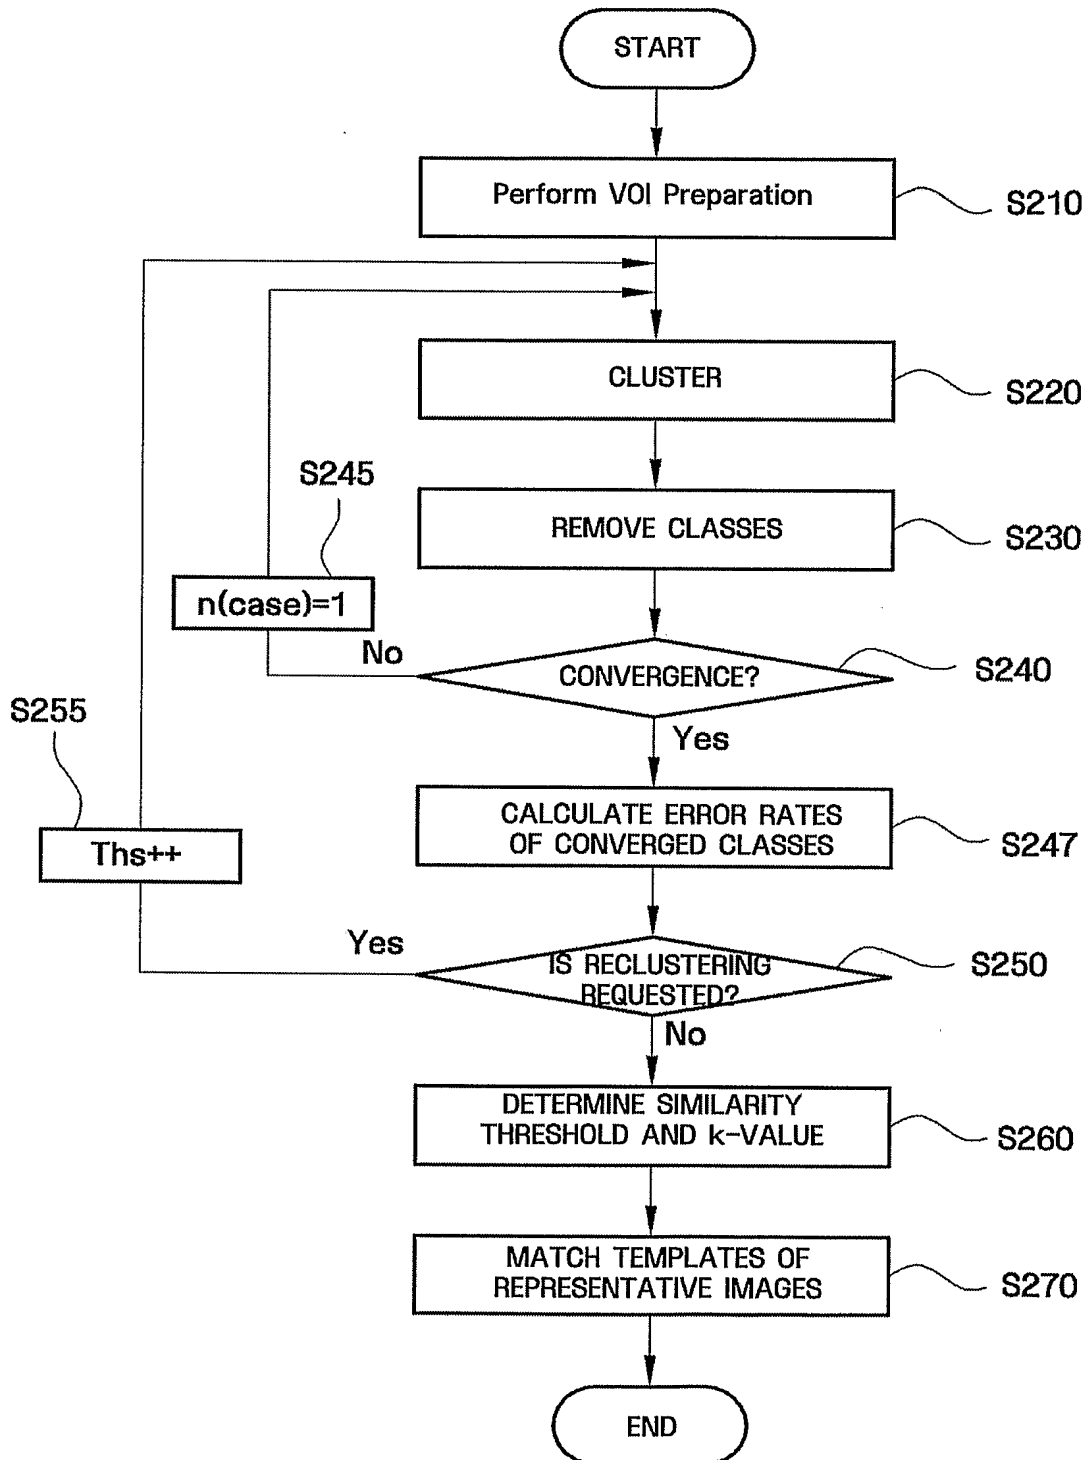 START
Perform VOI Preparation
S210
CLUSTER
S220
S245
REMOVE CLASSES
S230
n(case)=1
No
CONVERGENCE?
S240
S255
Yes
CALCULATE ERROR RATES
OF CONVERGED CLASSES
S247
Ths++
Yes
IS RECLUSTERING
REQUESTED?
S250
No
DETERMINE SIMILARITY
THRESHOLD AND k-VALUE
S260
MATCH TEMPLATES OF
REPRESENTATIVE IMAGES
S270
END